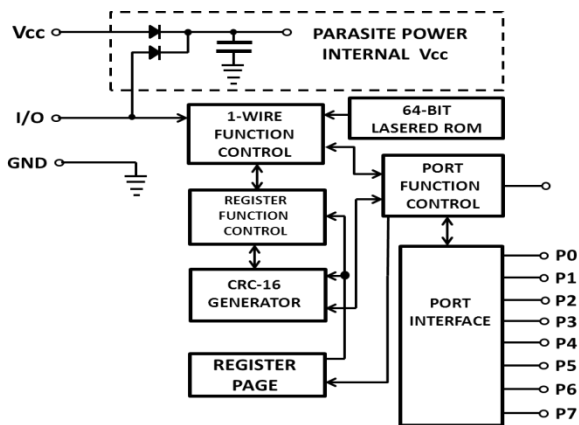 Vcc
PARASITE POWER
INTERNAL Vcc
I/O
1-WIRE
FUNCTION
CONTROL
64-BIT
LASERED ROM
GND
PORT
FUNCTION
CONTROL
REGISTER
FUNCTION
CONTROL
CRC-16
GENERATOR
PORT
INTERFACE
REGISTER
PAGE
P0
P1
P2
P3
P4
P5
P6
P7